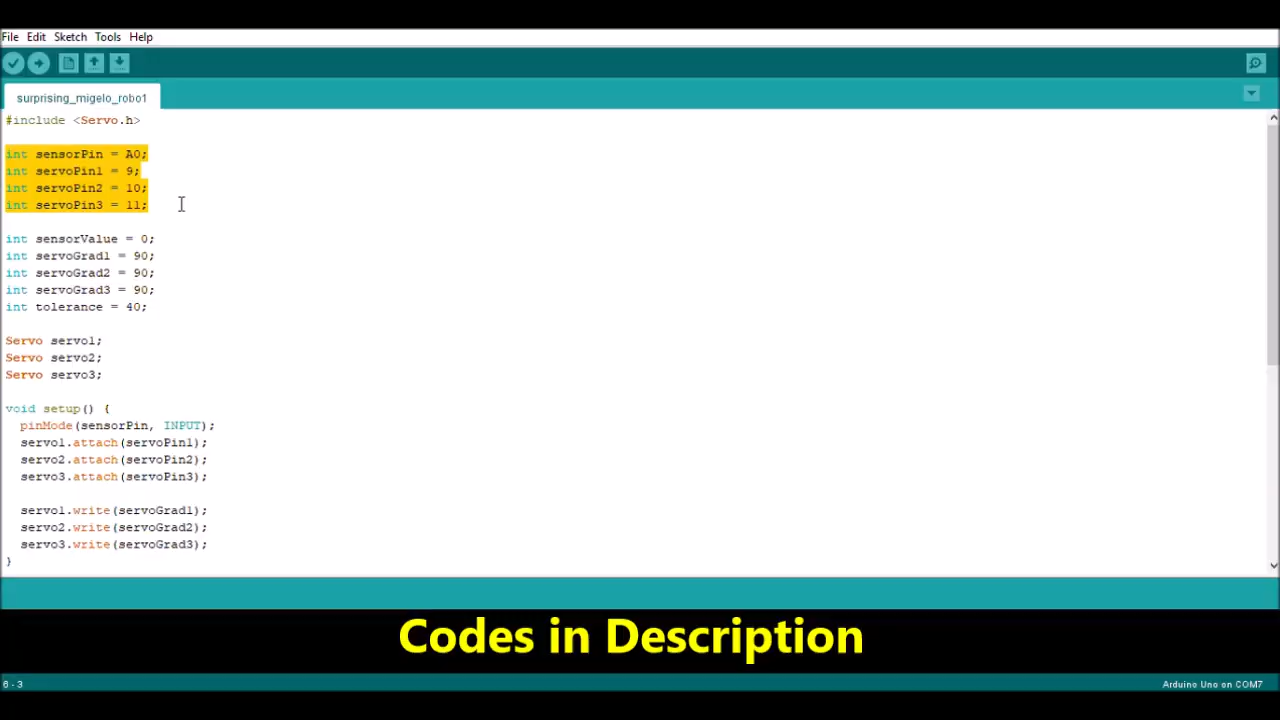 File Edit Sketch Tools Help
surprising_migelo_robo1
#include <Servo.h>
int sensorPin = A0;
int servoPin1 = 9;
int servoPin2 = 10;
int servoPin3 = 11;
int sensorValue = 0;
int servoGrad1 = 90;
int servoGrad2 = 90;
int servoGrad3 = 90;
int tolerance = 40;
Servo servo1;
Servo servo2;
Servo servo3;
void setup() {
pinMode(sensorPin, INPUT);
servo1.attach(servoPin1);
servo2.attach(servoPin2);
servo3.attach(servoPin3);
servo1.write(servoGrad1);
servo2.write(servoGrad2);
servo3.write(servoGrad3);
}
Codes in Description
6 - 3 Arduino Uno on COM7